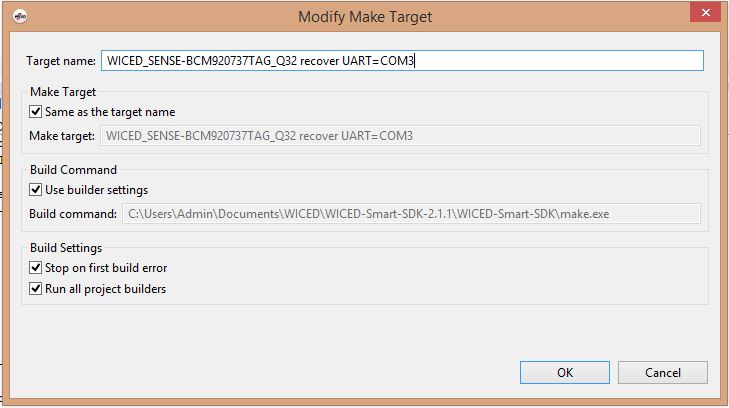 Modify Make Target
Target name: WICED_SENSE-BCM920737TAG_Q32 recover UART=COM3
Make Target
Same as the target name
Make target: WICED_SENSE-BCM920737TAG_Q32 recover UART=COM3
Build Command
Use builder settings
Build command: C:\Users\Admin\Documents\WICED\WICED-Smart-SDK-2.1.1\WICED-Smart-SDK\make.exe
Build Settings
Stop on first build error
Run all project builders
OK Cancel